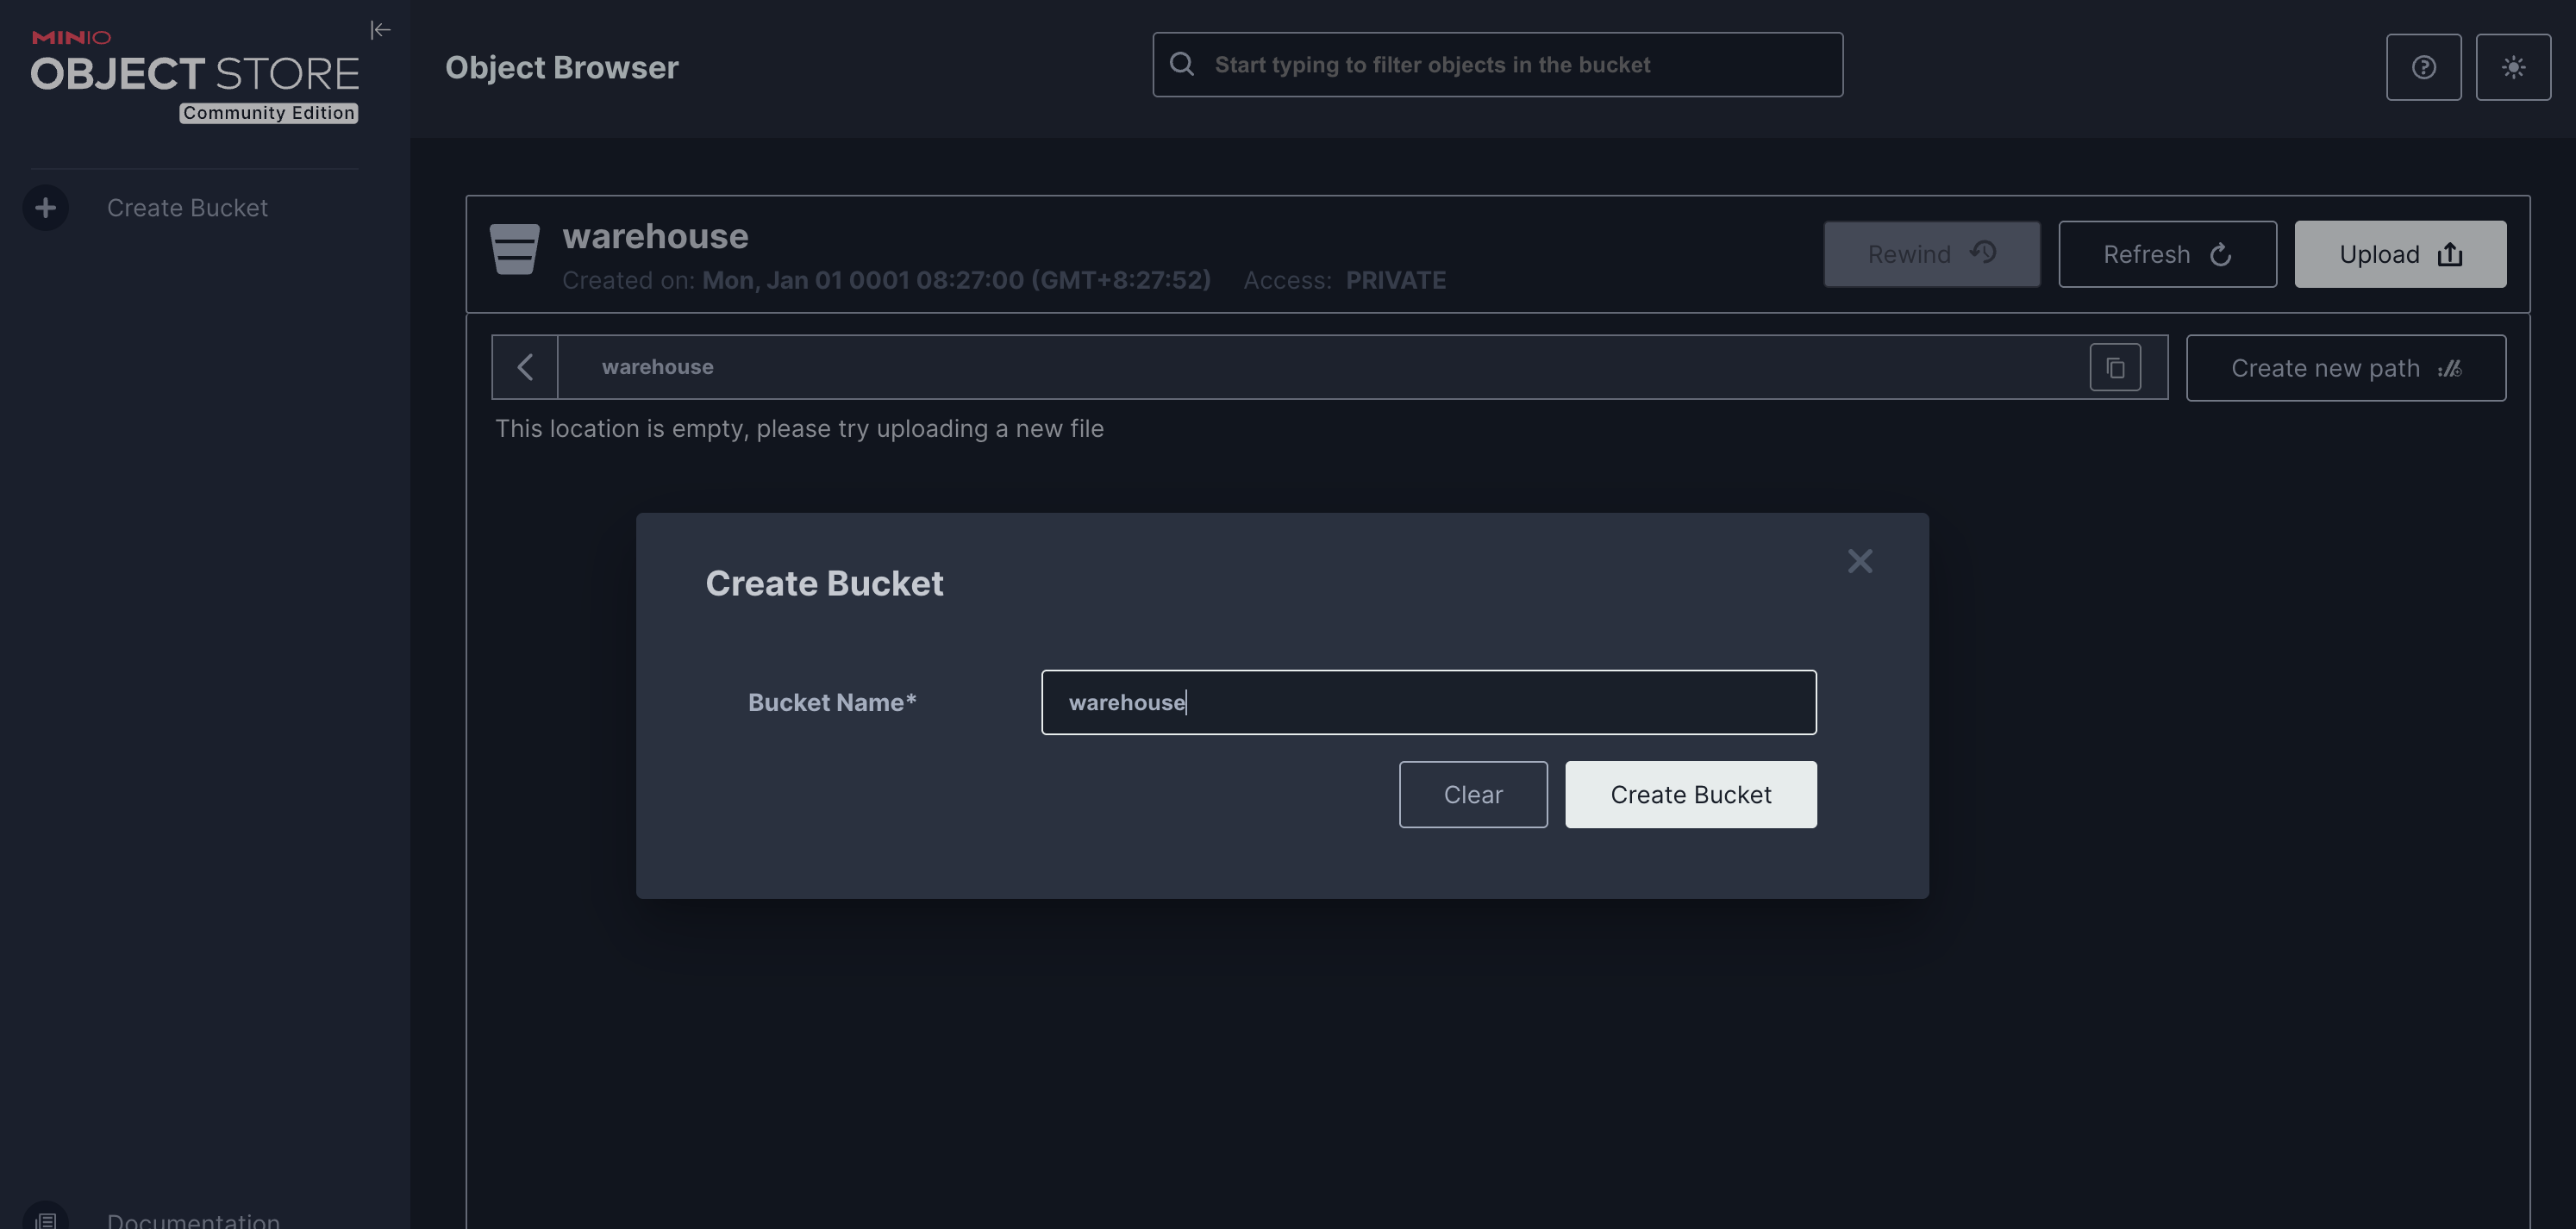 MINIO
OBJECT STORE
Community Edition
Create Bucket
Documentation
Object Browser
Start typing to filter objects in the bucket
warehouse
Created on: Mon, Jan 01 0001 08:27:00 (GMT+8:27:52) Access: PRIVATE
Rewind
Refresh
Upload
warehouse
Create new path
This location is empty, please try uploading a new file
Create Bucket
Bucket Name*
warehouse
Clear
Create Bucket